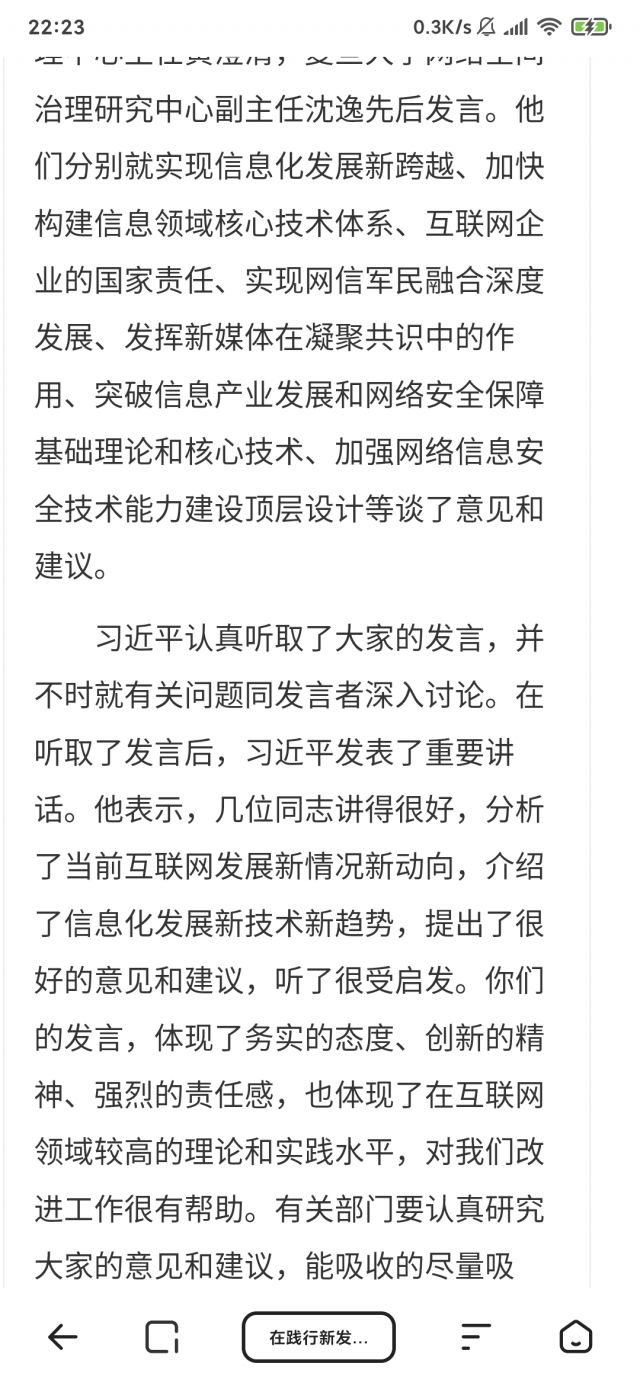 22:23
0.3K/s
治理研究中心副主任沈逸先后发言。他
们分别就实现信息化发展新跨越、加快
构建信息领域核心技术体系、互联网企
业的国家责任、实现网信军民融合深度
发展、发挥新媒体在凝聚共识中的作
用、突破信息产业发展和网络安全保障
基础理论和核心技术、加强网络信息安
全技术能力建设顶层设计等谈了意见和
建议。
习近平认真听取了大家的发言，并
不时就有关问题同发言者深入讨论。在
听取了发言后，习近平发表了重要讲
话。他表示，几位同志讲得很好，分析
了当前互联网发展新情况新动向，介绍
了信息化发展新技术新趋势，提出了很
好的意见和建议，听了很受启发。你们
的发言，体现了务实的态度、创新的精
神、强烈的责任感，也体现了在互联网
领域较高的理论和实践水平，对我们改
进工作很有帮助。有关部门要认真研究
大家的意见和建议，能吸收的尽量吸
在践行新发...